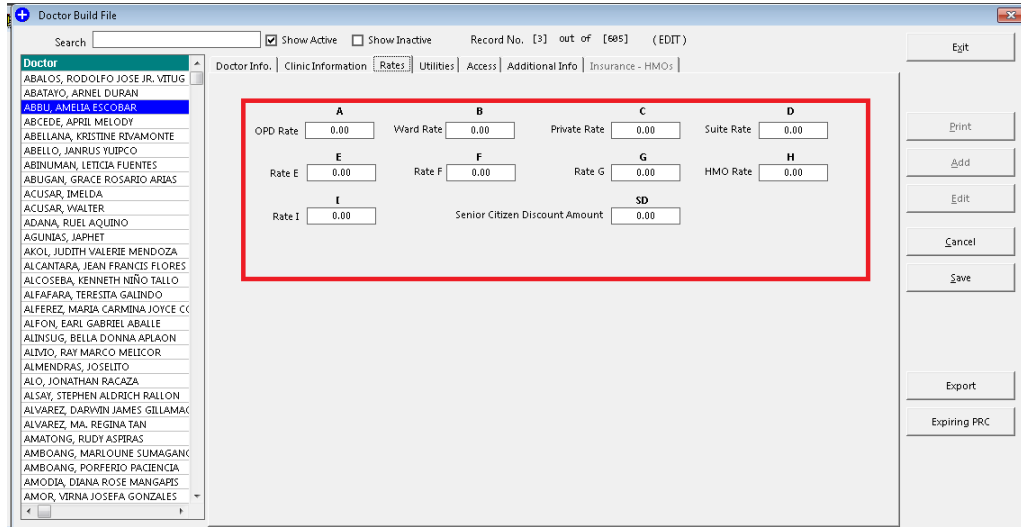 Doctor Build File
Search Show Active Show Inactive Record No. [3] out of [605] (EDIT)
Exit
Doctor
Doctor Info. Clinic Information Rates Utilities Access Additional Info Insurance - HMOs
ABALOS, RODOLFO JOSE JR. VITUG
ABATAYO, ARNEL DURAN
ABBU, AMELIA ESCOBAR
ABCEDE, APRIL MELODY
ABELLANA, KRISTINE RIVAMONTE
ABELLO, JANRUS YUIPCO
ABINUMAN, LETICIA FUENTES
ABUGAN, GRACE ROSARIO ARIAS
ACUSAR, IMELDA
ACUSAR, WALTER
ADANA, RUEL AQUINO
AGUNIAS, JAPHET
AKOL, JUDITH VALERIE MENDOZA
ALCANTARA, JEAN FRANCIS FLORES
ALCOSEBA, KENNETH NIÑO TALLO
ALFAFARA, TERESITA GALINDO
ALFEREZ, MARIA CARMINA JOYCE
ALFON, EARL GABRIEL ABALLE
ALINSUG, BELLA DONNA APLAON
ALIVIO, RAY MARCO MELICOR
ALMENDRAS, JOSELITO
ALO, JONATHAN RACAZA
ALSAY, STEPHEN ALDRICH RALLON
ALVAREZ, DARWIN JAMES
ALVAREZ, MA. REGINA TAN
AMATONG, RUDY ASPIRAS
AMBOANG, MARLOUNE
AMBOANG, PORFERIO PACIENCIA
AMODIA, DIANA ROSE MANGAPIS
AMOR, VIRNA JOSEFA GONZALES
A B C D
OPD Rate 0.00 Ward Rate 0.00 Private Rate 0.00 Suite Rate 0.00
E F G H
Rate E 0.00 Rate F 0.00 Rate G 0.00 HMO Rate 0.00
I SD
Rate I 0.00 Senior Citizen Discount Amount 0.00
Print
Add
Edit
Cancel
Save
Export
Expiring PRC